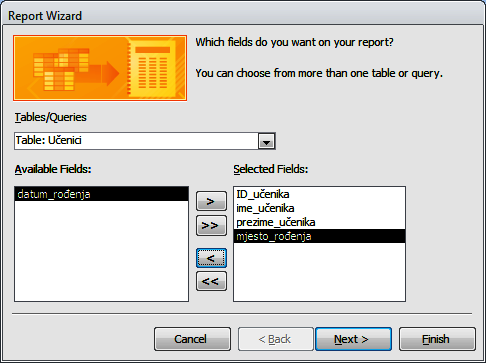 Report Wizard
Which fields do you want on your report?
You can choose from more than one table or query.
Tables/Queries
Table: Učenici
Available Fields:
Selected Fields:
datum_rođenja
ID_učenika
ime_učenika
prezime_učenika
mjesto_rođenja
>
>>
<
<<
Cancel
< Back
Next >
Finish